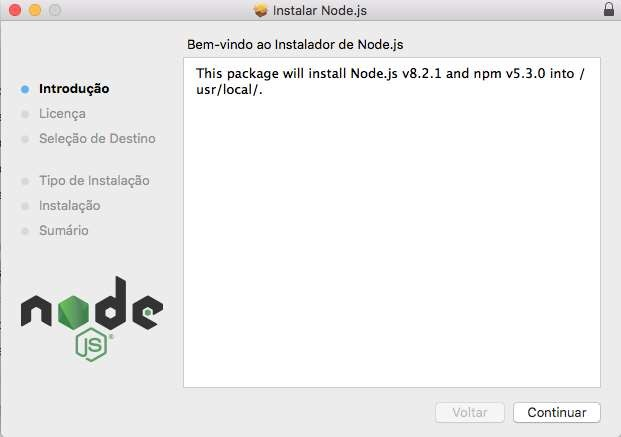 Instalar Node.js
Bem-vindo ao Instalador de Node.js
Introdução
Licença
Seleção de Destino
Tipo de Instalação
Instalação
Sumário
This package will install Node.js v8.2.1 and npm v5.3.0 into /
usr/local/.
node
JS®
Voltar
Continuar